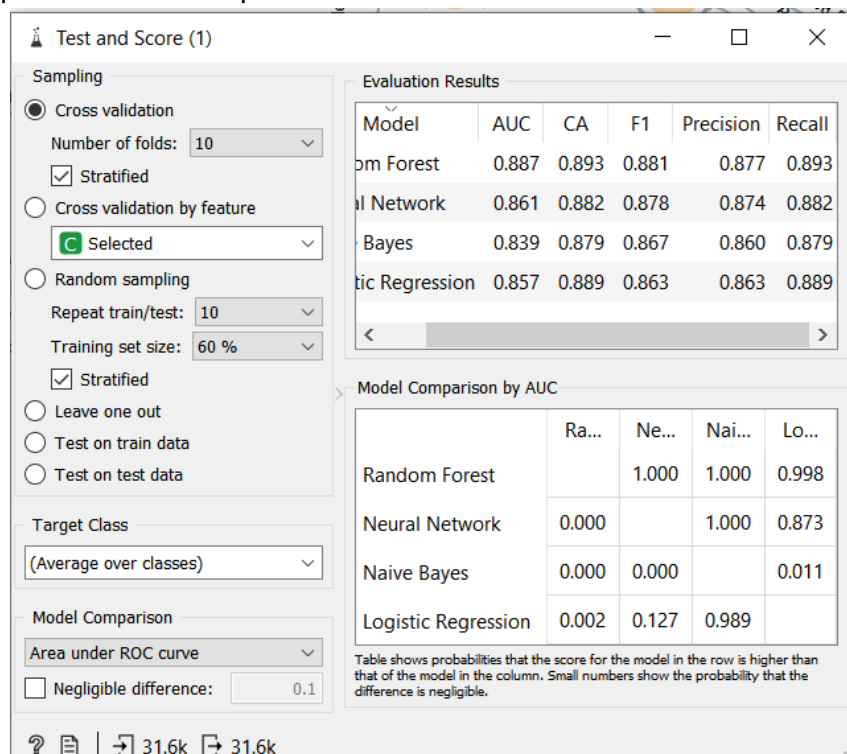 Test and Score (1)
Sampling
Cross validation
Number of folds: 10
Stratified
Cross validation by feature
C Selected
Random sampling
Repeat train/test: 10
Training set size: 60 %
Stratified
Leave one out
Test on train data
Test on test data
Target Class
(Average over classes)
Model Comparison
Area under ROC curve
Negligible difference: 0.1
? 31.6k 31.6k
Evaluation Results
Model AUC CA F1 Precision Recall
om Forest 0.887 0.893 0.881 0.877 0.893
al Network 0.861 0.882 0.878 0.874 0.882
Bayes 0.839 0.879 0.867 0.860 0.879
tic Regression 0.857 0.889 0.863 0.863 0.889
Model Comparison by AUC
Ra... Ne... Nai... Lo...
Random Forest 1.000 1.000 0.998
Neural Network 0.000 1.000 0.873
Naive Bayes 0.000 0.000 0.011
Logistic Regression 0.002 0.127 0.989
Table shows probabilities that the score for the model in the row is higher than
that of the model in the column. Small numbers show the probability that the
difference is negligible.